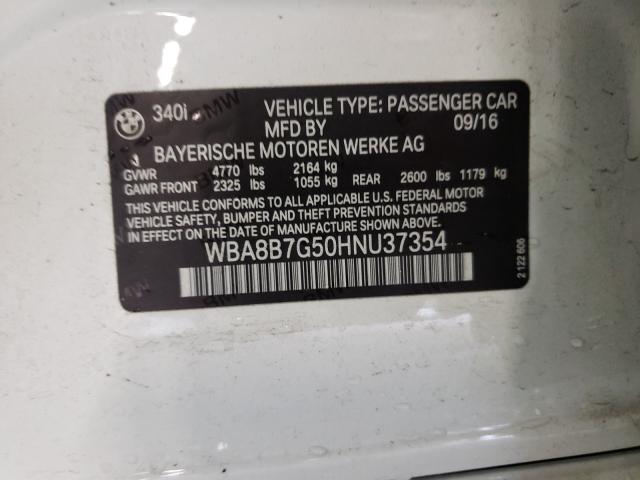 340i VEHICLE TYPE: PASSENGER CAR
MFD BY 09/16
BAYERISCHE MOTOREN WERKE AG
GVWR 4770 lbs 2164 kg
GAWR FRONT 2325 lbs 1055 kg REAR 2600 lbs 1179 kg
THIS VEHICLE CONFORMS TO ALL APPLICABLE U.S. FEDERAL MOTOR
VEHICLE SAFETY, BUMPER AND THEFT PREVENTION STANDARDS
IN EFFECT ON THE DATE OF MANUFACTURE SHOWN ABOVE.
WBA8B7G50HNU37354
2 122 606